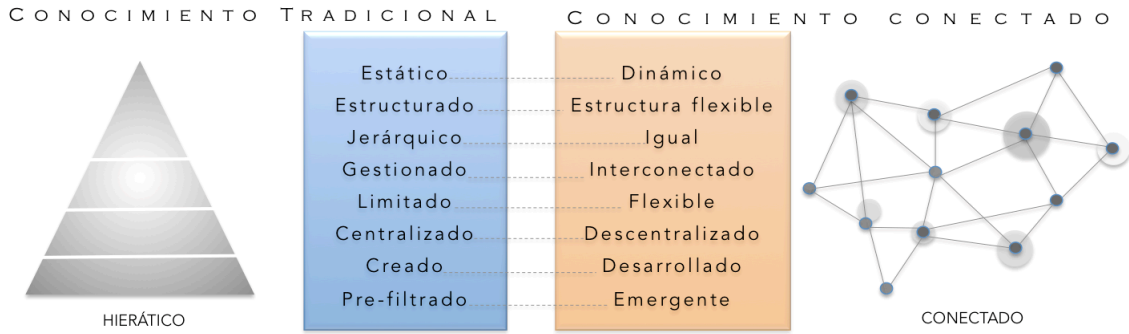 CONOCIMIENTO TRADICIONAL
CONOCIMIENTO CONECTADO
Estático Dinámico
Estructurado Estructura flexible
Jerárquico Igual
Gestionado Interconectado
Limitado Flexible
Centralizado Descentralizado
Creado Desarrollado
Pre-filtrado Emergente
HIERÁTICO
CONECTADO